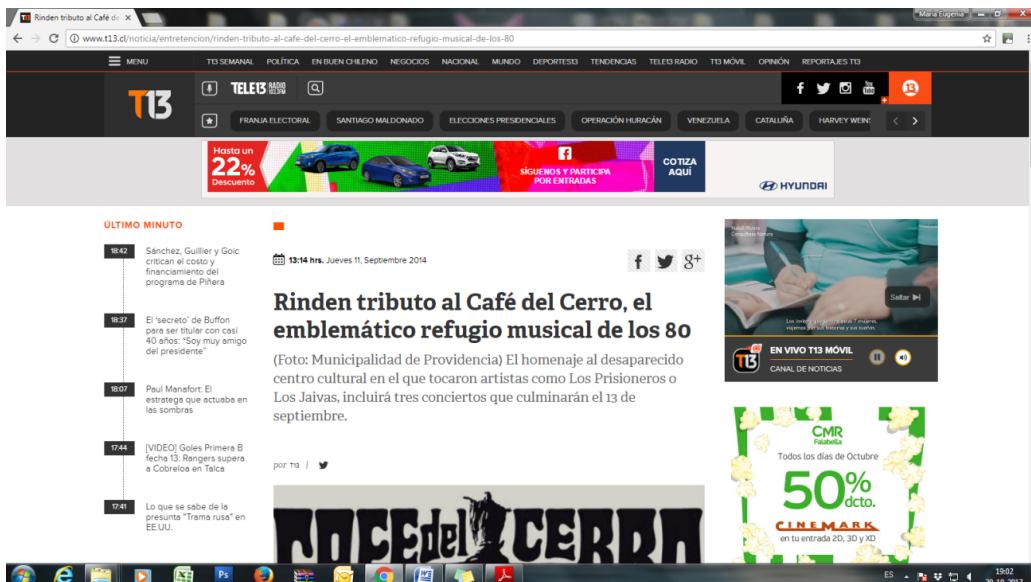 Rinden tributo al Café de
Maria Eugenia
www.t13.cl/noticia/entretencion/rinden-tributo-al-cafe-del-cerro-el-emblematico-refugio-musical-de-los-80
MENU
T13 SEMANAL POLÍTICA EN BUEN CHILENO NEGOCIOS NACIONAL MUNDO DEPORTES13 TENDENCIAS TELE13 RADIO T13 MÓVIL OPINIÓN REPORTAJES T13
T13
TELE13 RADIO
FRANJA ELECTORAL SANTIAGO MALDONADO ELECCIONES PRESIDENCIALES OPERACIÓN HURACÁN VENEZUELA CATALUÑA HARVEY WEIN
Hasta un
22%
Descuento
SÍGUENOS Y PARTICIPA
POR ENTRADAS
COTIZA
AQUÍ
HYUNDAI
ÚLTIMO MINUTO
18:42 Sánchez, Guillier y Goic
critican el costo y
financiamiento del
programa de Piñera
18:37 El 'secreto' de Buffon
para ser titular con casi
40 años: "Soy muy amigo
del presidente"
18:07 Paul Manafort: El
estratega que actuaba en
las sombras
17:44 [VIDEO] Goles Primera B
fecha 13: Rangers supera
a Cobreloa en Talca
17:41 Lo que se sabe de la
presunta "Trama rusa" en
EE.UU.
13:14 hrs. Jueves 11, Septiembre 2014
Rinden tributo al Café del Cerro, el
emblemático refugio musical de los 80
(Foto: Municipalidad de Providencia) El homenaje al desaparecido
centro cultural en el que tocaron artistas como Los Prisioneros o
Los Jaivas, incluirá tres conciertos que culminarán el 13 de
septiembre.
por T13
CAFE del CERRO
Saltar
T13
EN VIVO T13 MÓVIL
CANAL DE NOTICIAS
CMR
Falabella
Todos los días de Octubre
50%
dcto.
CINEMARK
en tu entrada 2D, 3D y XD
Ps
ES
19:02